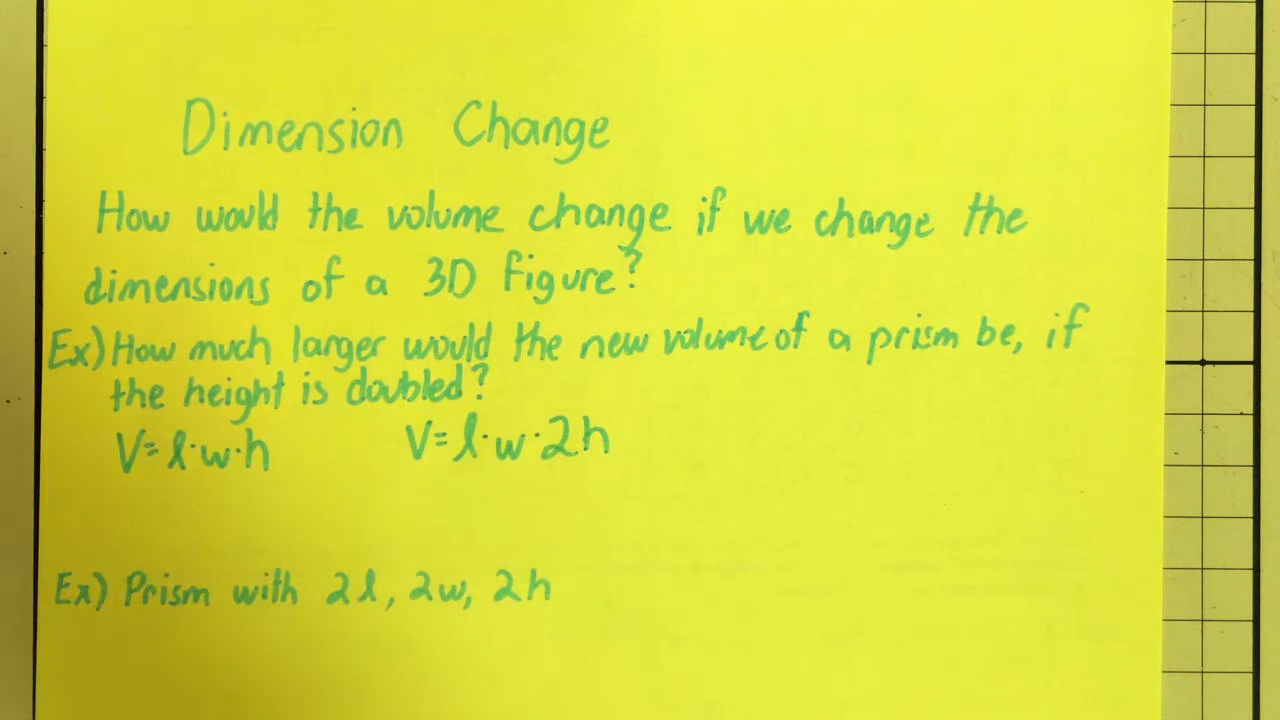 Dimension Change
How would the volume change if we change the
dimensions of a 3D figure?
Ex) How much larger would the new volume of a prism be, if
the height is doubled?
V=l·w·h V=l·w·2h
Ex) Prism with 2l, 2w, 2h